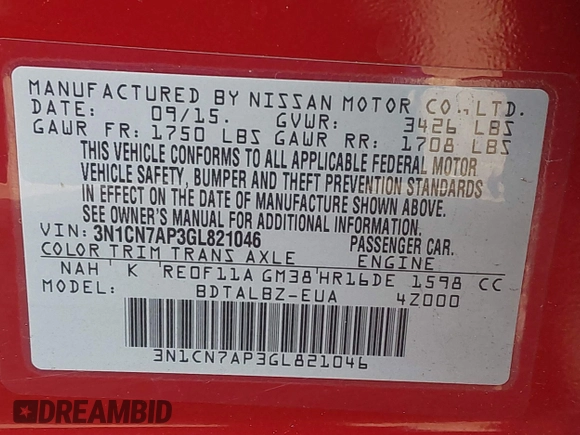 MANUFACTURED BY NISSAN MOTOR CO., LTD.
DATE: 09/15. GVWR: 3426 LBS
GAWR FR: 1750 LBS GAWR RR: 1708 LBS
THIS VEHICLE CONFORMS TO ALL APPLICABLE FEDERAL MOTOR
VEHICLE SAFETY, BUMPER AND THEFT PREVENTION STANDARDS
IN EFFECT ON THE DATE OF MANUFACTURE SHOWN ABOVE.
SEE OWNER'S MANUAL FOR ADDITIONAL INFORMATION.
VIN: 3N1CN7AP3GL821046 PASSENGER CAR.
COLOR TRIM TRANS AXLE ENGINE
NAH K RE0F11A GM38 HR16DE 1598 CC
MODEL: BDTALBZ-EUA 4Z000
3N1CN7AP3GL821046
DREAMBID